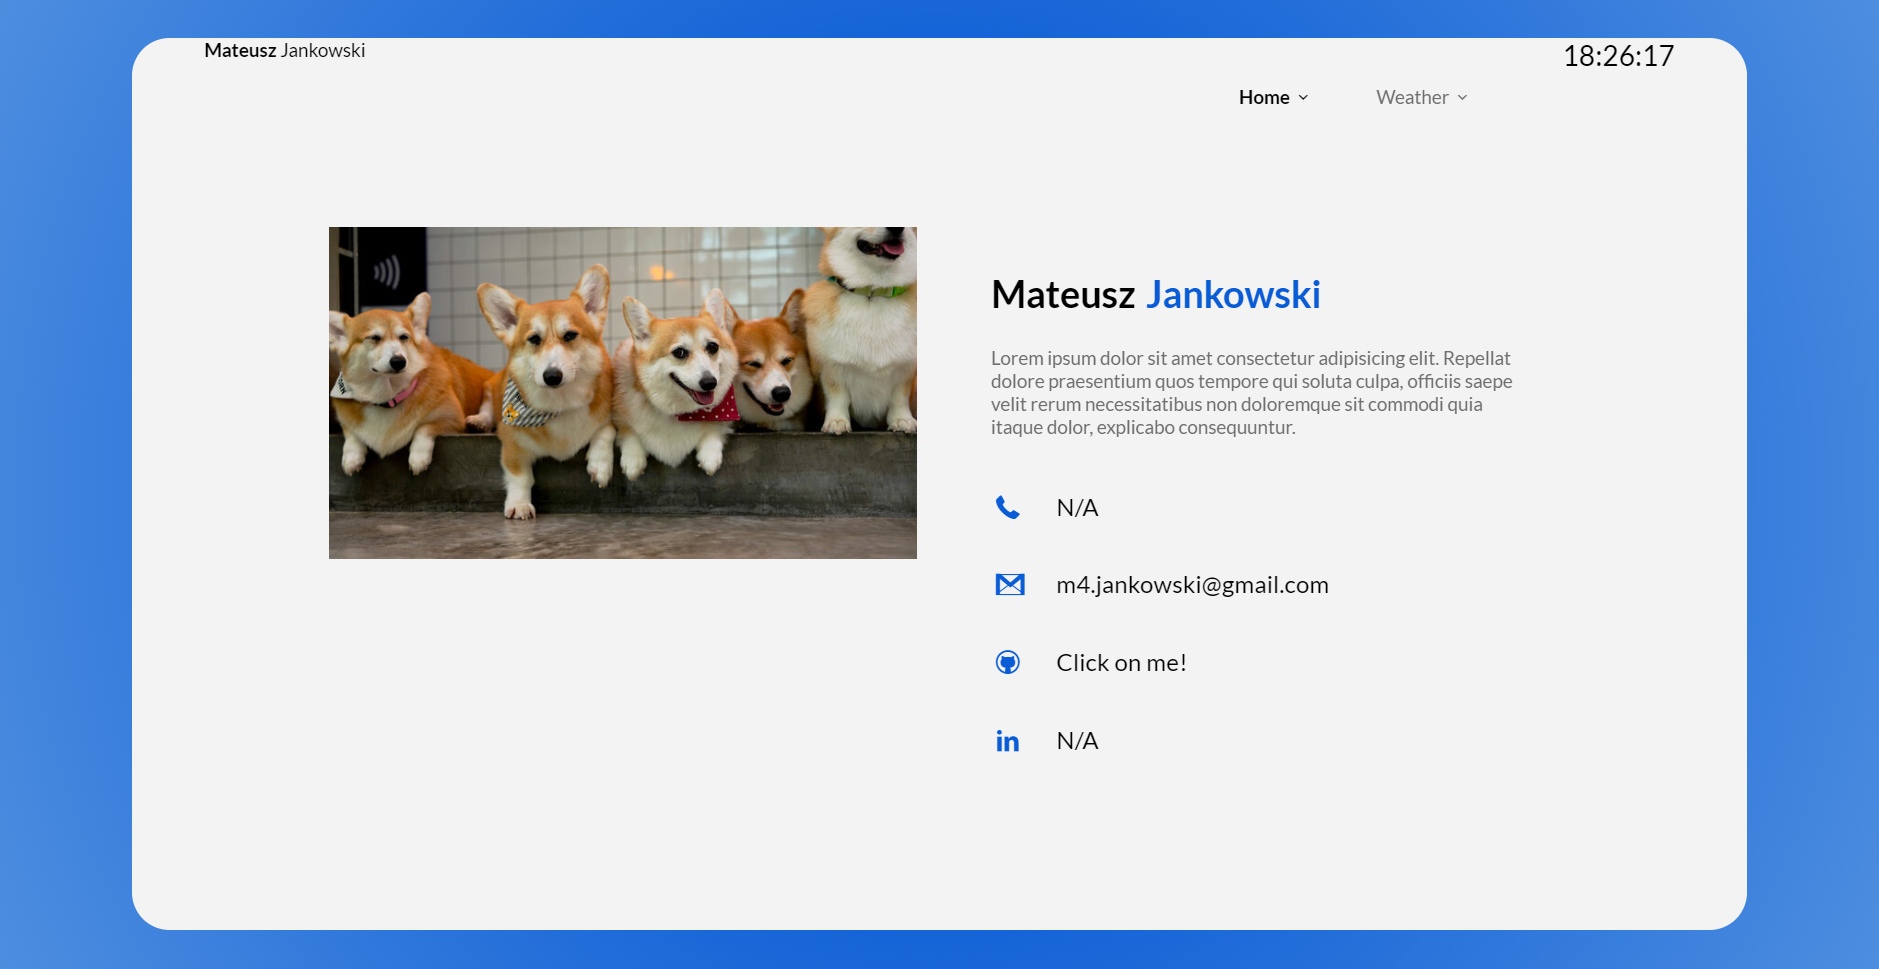 Mateusz Jankowski
18:26:17
Home
Weather
Mateusz Jankowski
Lorem ipsum dolor sit amet consectetur adipisicing elit. Repellat
dolore praesentium quos tempore qui soluta culpa, officiis saepe
velit rerum necessitatibus non doloremque sit commodi quia
itaque dolor, explicabo consequuntur.
N/A
m4.jankowski@gmail.com
Click on me!
in N/A